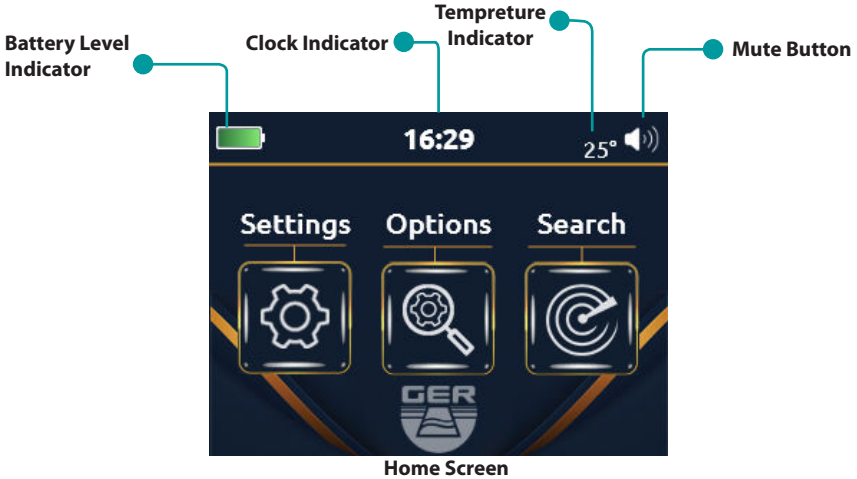 Tempreture
Indicator
Battery Level
Indicator
Clock Indicator
Mute Button
16:29
25°
Settings
Options
Search
GER
Home Screen